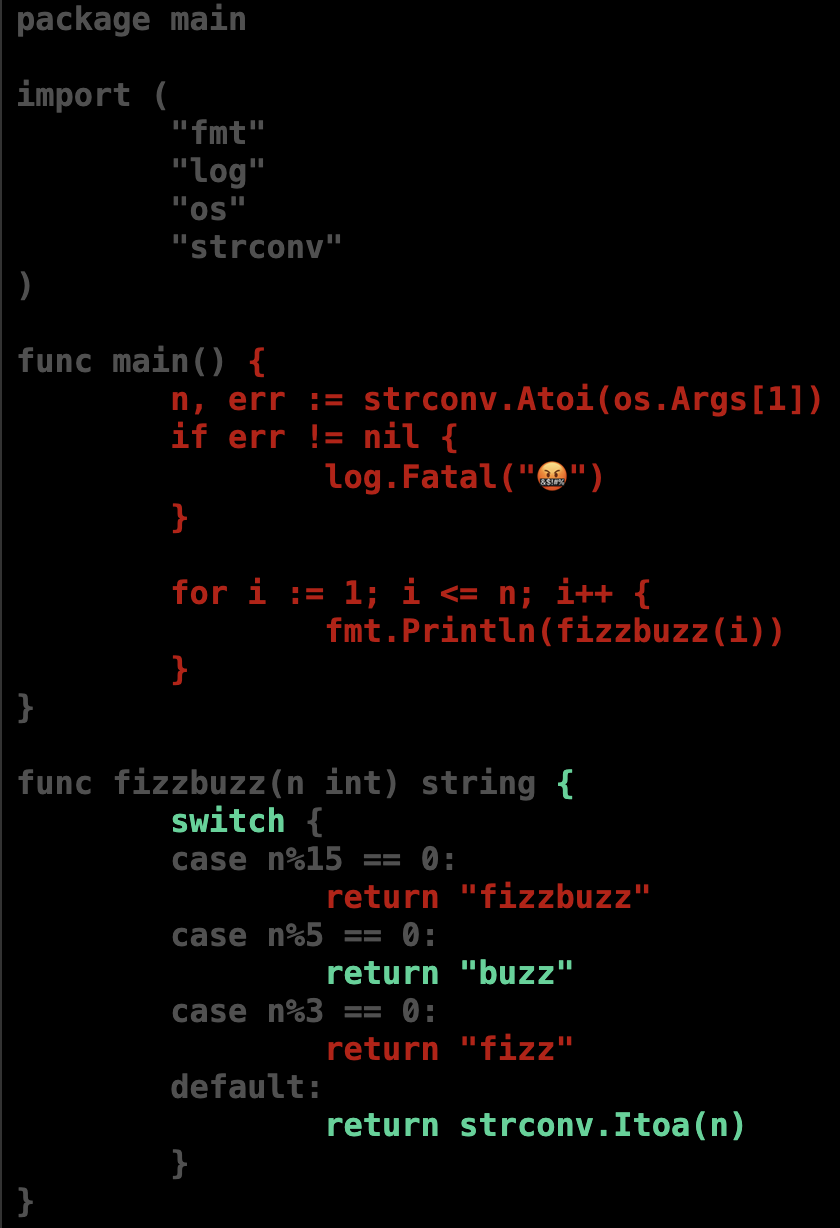 package main
import (
"fmt"
"log"
"os"
"strconv"
)
func main() {
n, err := strconv.Atoi(os.Args[1])
if err != nil {
log.Fatal("🤬")
}
for i := 1; i <= n; i++ {
fmt.Println(fizzbuzz(i))
}
}
func fizzbuzz(n int) string {
switch {
case n%15 == 0:
return "fizzbuzz"
case n%5 == 0:
return "buzz"
case n%3 == 0:
return "fizz"
default:
return strconv.Itoa(n)
}
}